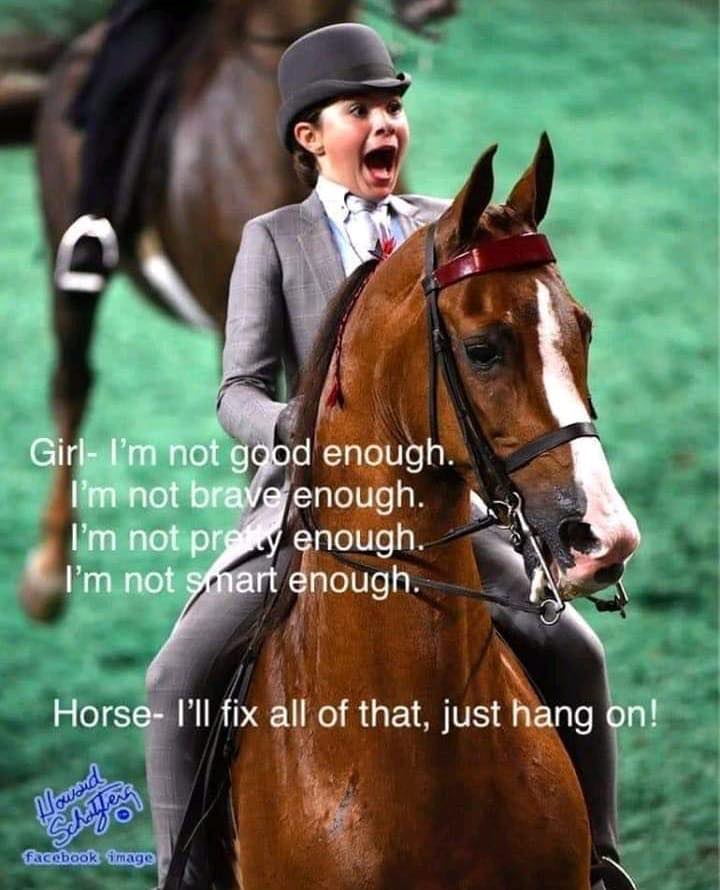 Girl- I'm not good enough.
I'm not brave enough.
I'm not pretty enough.
I'm not smart enough.
Horse- I'll fix all of that, just hang on!
Howard
Schatzberg
©
facebook image